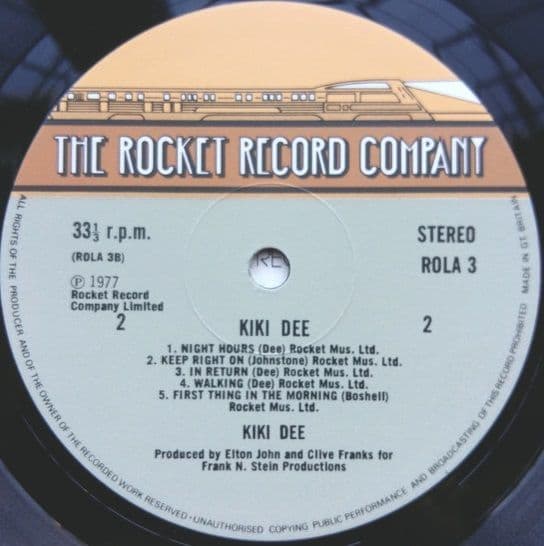 THE ROCKET RECORD COMPANY
33⅓ r.p.m.
STEREO
(ROLA 3B)
ROLA 3
℗ 1977
Rocket Record
Company Limited
2
2
KIKI DEE
1. NIGHT HOURS (Dee) Rocket Mus. Ltd.
2. KEEP RIGHT ON (Johnstone) Rocket Mus. Ltd.
3. IN RETURN (Dee) Rocket Mus. Ltd.
4. WALKING (Dee) Rocket Mus. Ltd.
5. FIRST THING IN THE MORNING (Boshell)
Rocket Mus. Ltd.
KIKI DEE
Produced by Elton John and Clive Franks for
Frank N. Stein Productions
ALL RIGHTS OF THE PRODUCER AND OF THE OWNER OF THE RECORDED WORK RESERVED · UNAUTHORISED COPYING PUBLIC PERFORMANCE AND BROADCASTING OF THIS RECORD PROHIBITED MADE IN GT. BRITAIN